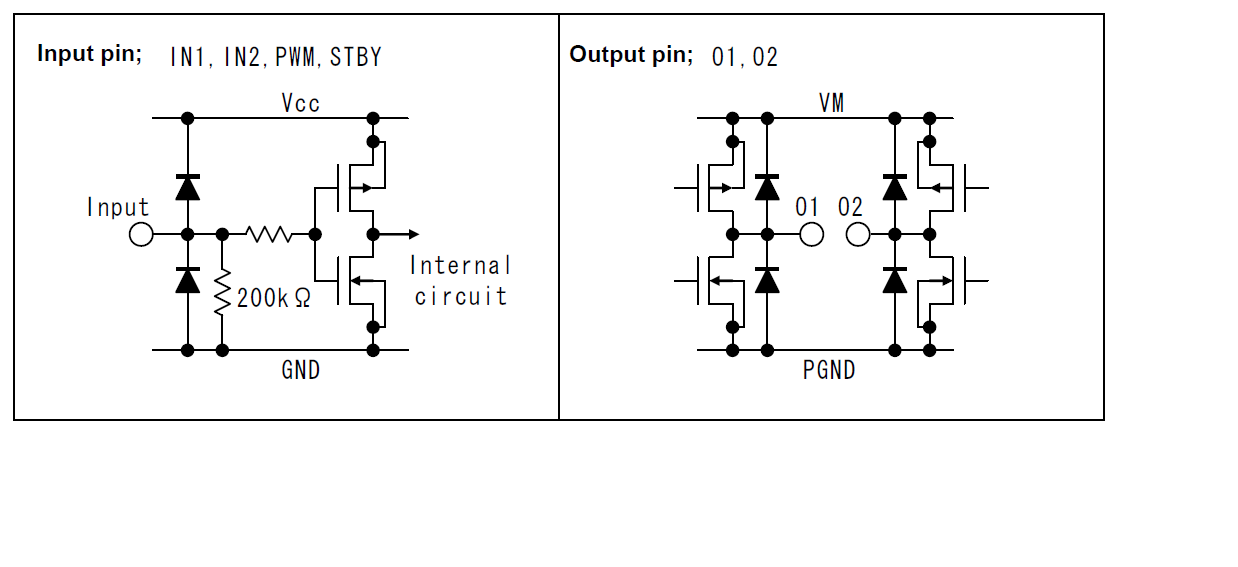 Input pin; IN1, IN2, PWM, STBY
Vcc
Input
Internal
circuit
200kΩ
GND
Output pin; O1, O2
VM
O1 O2
PGND